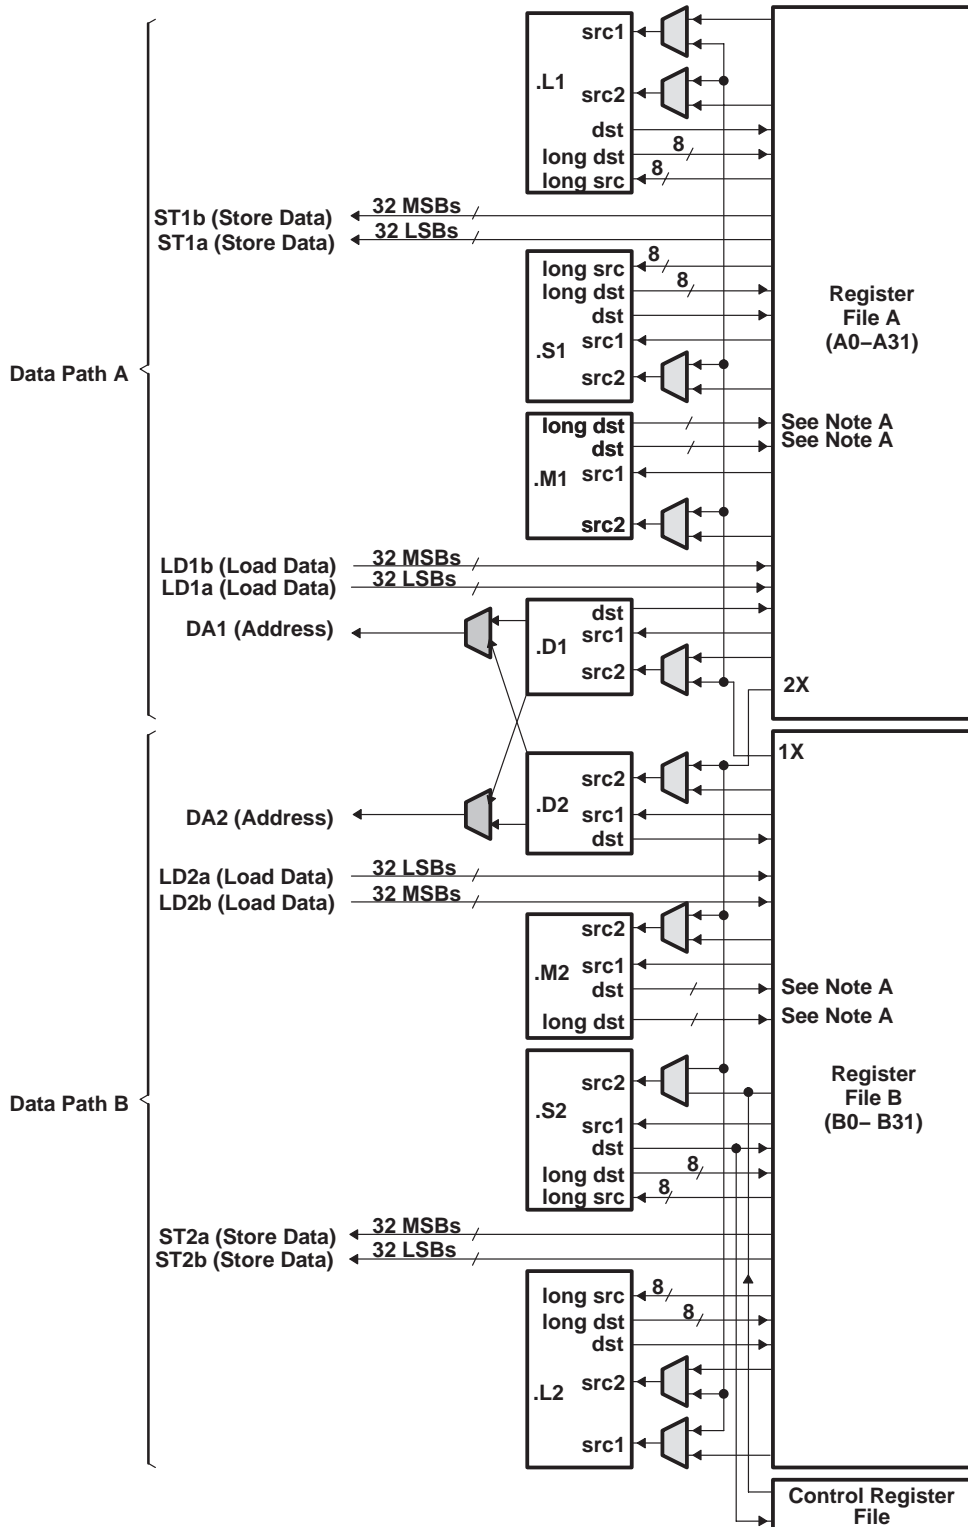 src1
.L1
src2
dst
long dst
8
long src
8
ST1b (Store Data)
32 MSBs
ST1a (Store Data)
32 LSBs
long src
8
long dst
8
dst
.S1
src1
src2
Register
File A
(A0–A31)
Data Path A
long dst
See Note A
dst
See Note A
.M1
src1
src2
LD1b (Load Data)
32 MSBs
LD1a (Load Data)
32 LSBs
DA1 (Address)
dst
src1
.D1
src2
2X
1X
src2
.D2
src1
dst
DA2 (Address)
LD2a (Load Data)
32 LSBs
LD2b (Load Data)
32 MSBs
src2
.M2
src1
dst
See Note A
long dst
See Note A
src2
.S2
src1
dst
long dst
8
long src
8
Register
File B
(B0– B31)
Data Path B
ST2a (Store Data)
32 MSBs
ST2b (Store Data)
32 LSBs
long src
8
long dst
8
dst
.L2
src2
src1
Control Register
File